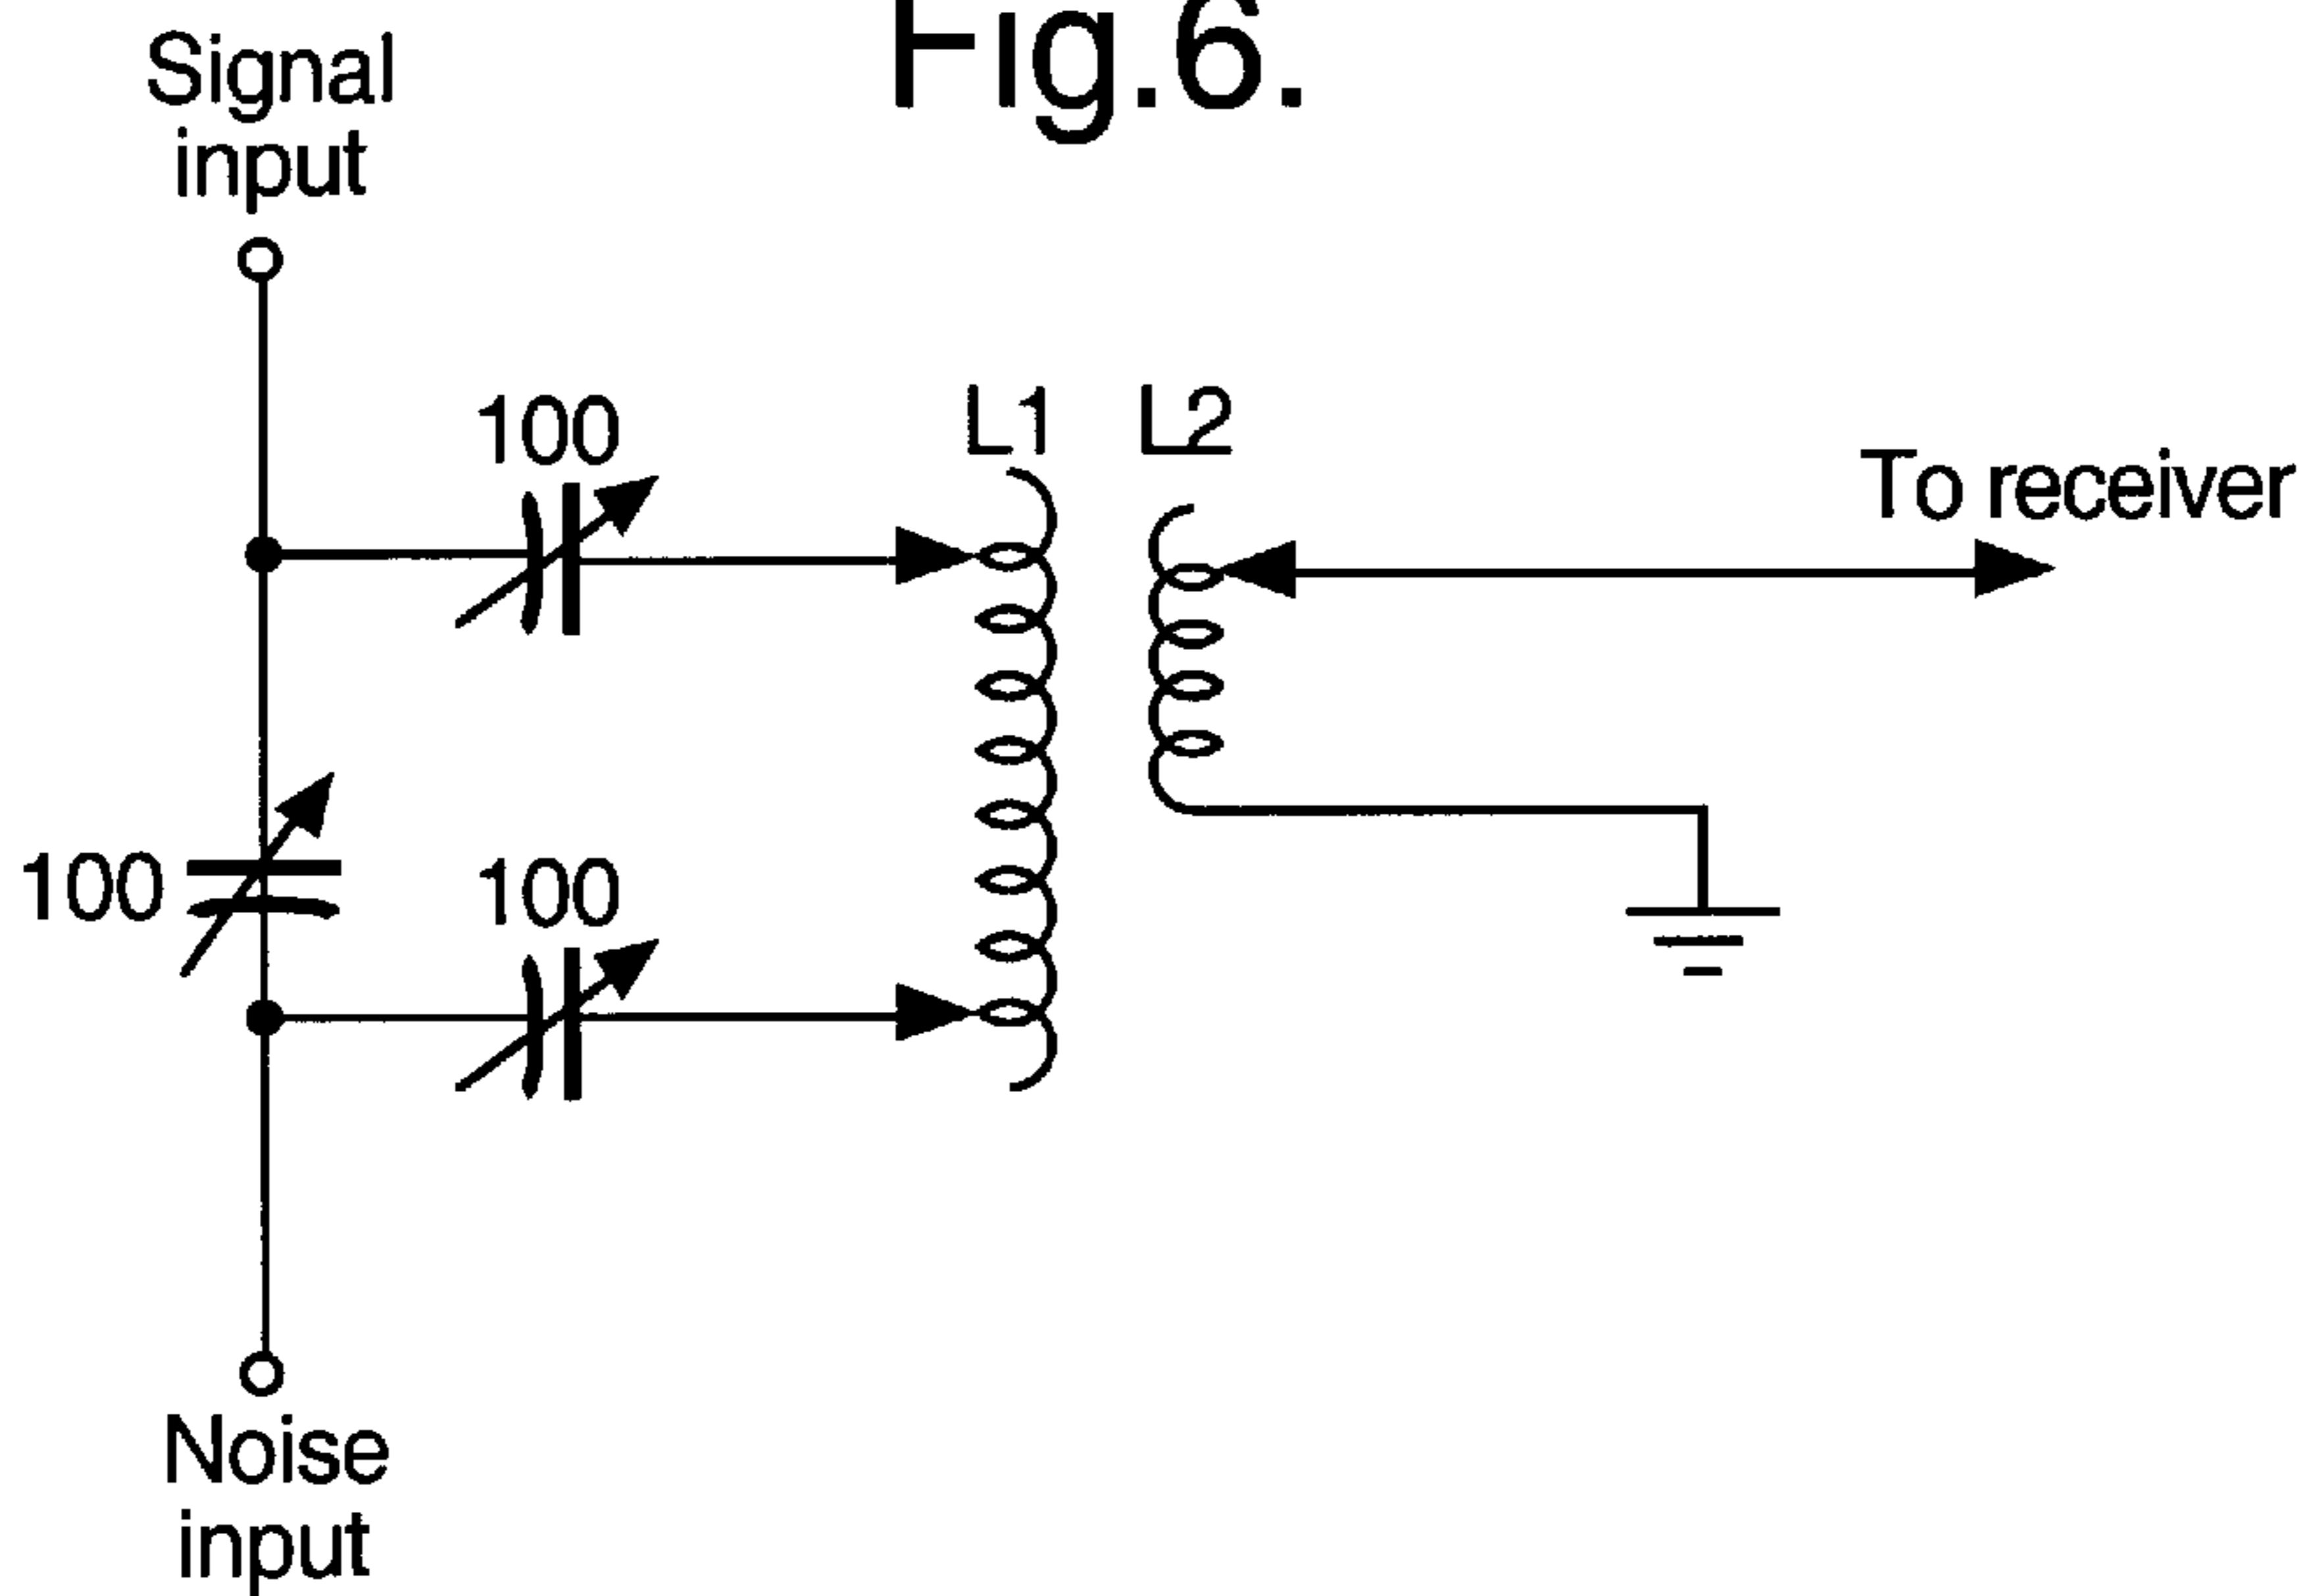 Fig.6.
Signal
input
100
L1
L2
To receiver
100
100
Noise
input